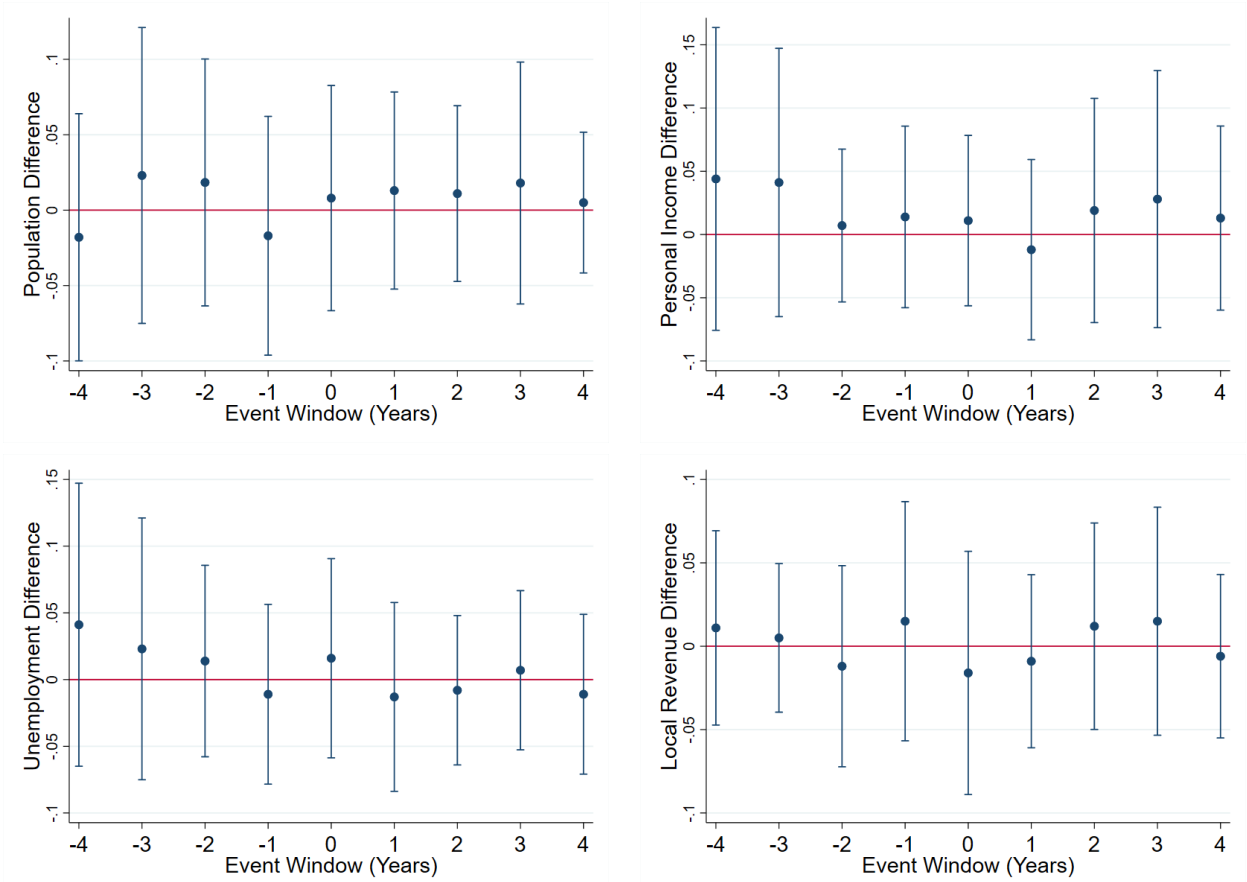 Population Difference
.1
.05
0
-.05
-.1
-4 -3 -2 -1 0 1 2 3 4
Event Window (Years)
Personal Income Difference
.15
.1
.05
0
-.05
-.1
-4 -3 -2 -1 0 1 2 3 4
Event Window (Years)
Unemployment Difference
.15
.1
.05
0
-.05
-.1
-4 -3 -2 -1 0 1 2 3 4
Event Window (Years)
Local Revenue Difference
.1
.05
0
-.05
-.1
-4 -3 -2 -1 0 1 2 3 4
Event Window (Years)